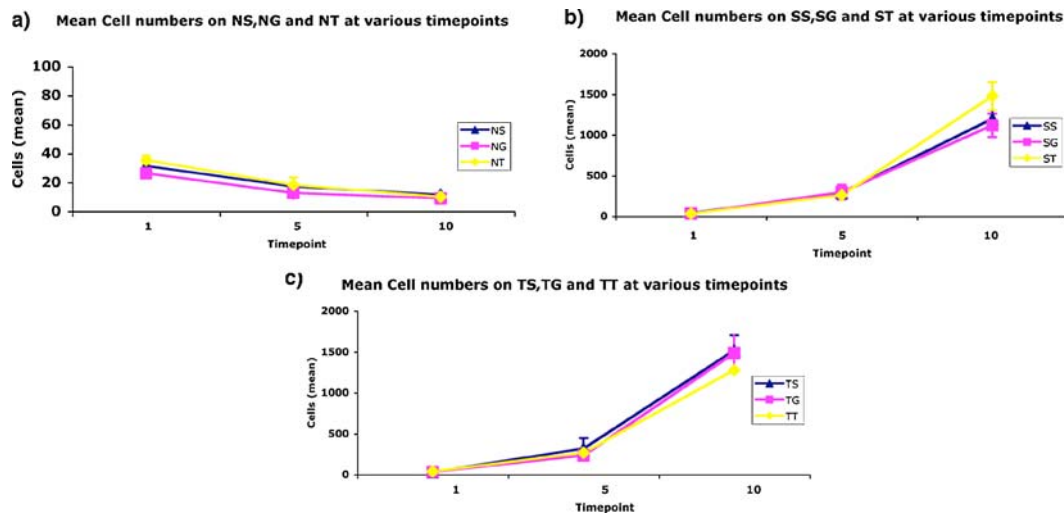 a)
Mean Cell numbers on NS,NG and NT at various timepoints
100
80
60
40
20
0
Cells (mean)
1 5 10
Timepoint
NS
NG
NT
b)
Mean Cell numbers on SS,SG and ST at various timepoints
2000
1500
1000
500
0
Cells (mean)
1 5 10
Timepoint
SS
SG
ST
c)
Mean Cell numbers on TS,TG and TT at various timepoints
2000
1500
1000
500
0
Cells (mean)
1 5 10
Timepoint
TS
TG
TT